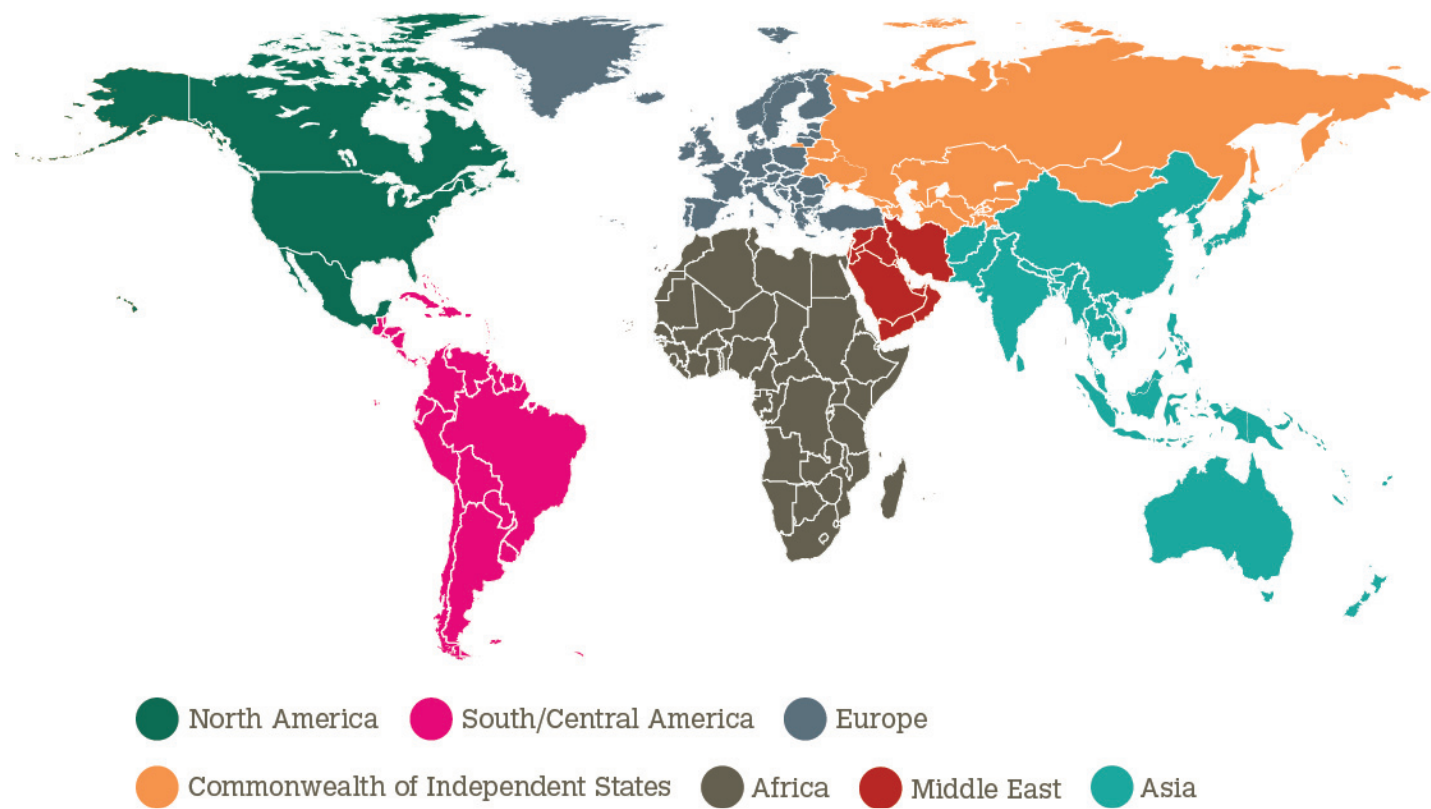 North America South/Central America Europe
Commonwealth of Independent States Africa Middle East Asia